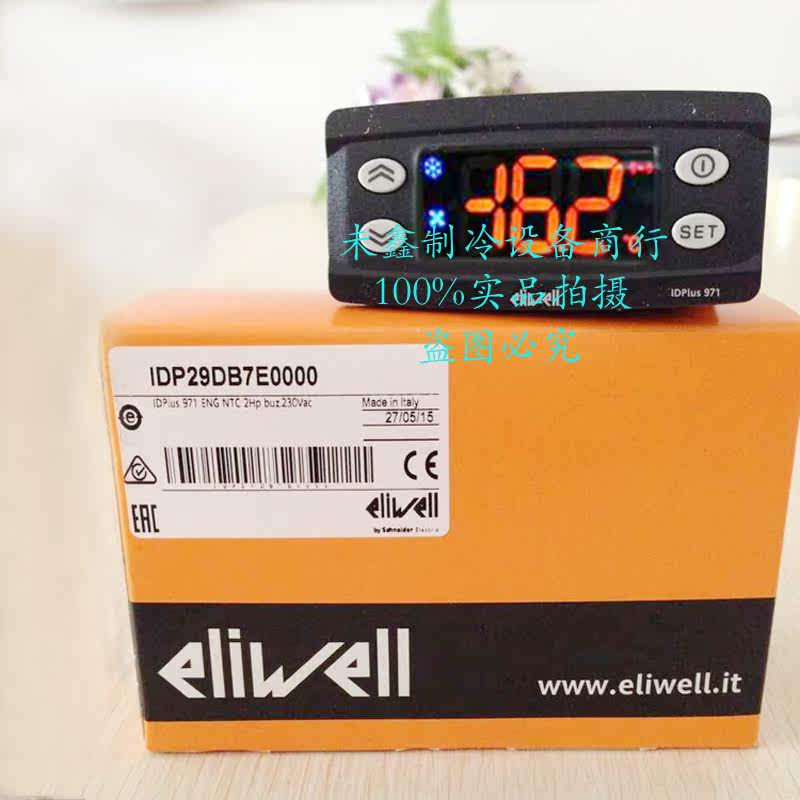 SET
未鑫制冷设备商行
IDPlus 971
100%实品拍摄
eliwell
盗图必究
IDP29DB7E0000
IDPlus 971 ENG NTC 2Hp buz.230Vac
Made in Italy
27/05/15
CE
EAC
eliwell
by Schneider Electric
eliwell
www.eliwell.it